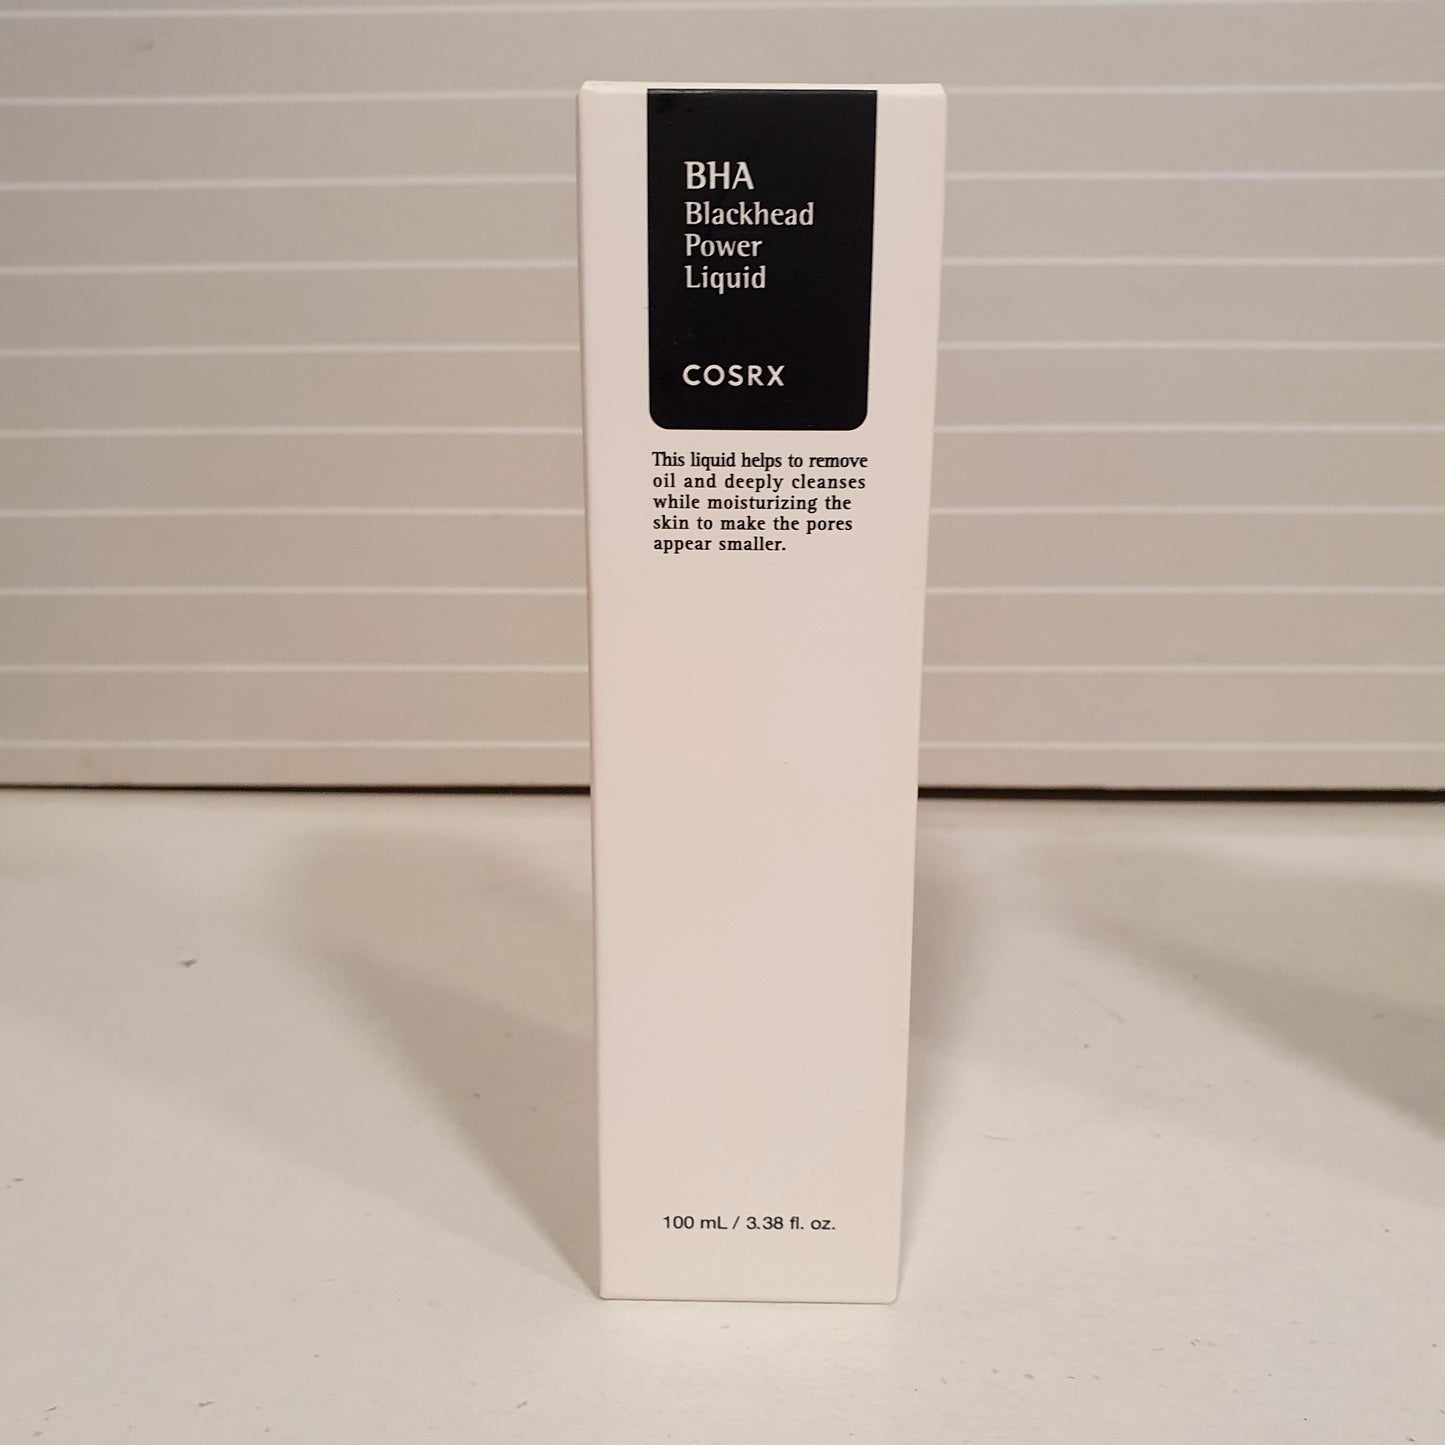 BHA
Blackhead
Power
Liquid
COSRX
This liquid helps to remove
oil and deeply cleanses
while moisturizing the
skin to make the pores
appear smaller.
100 mL / 3.38 fl. oz.